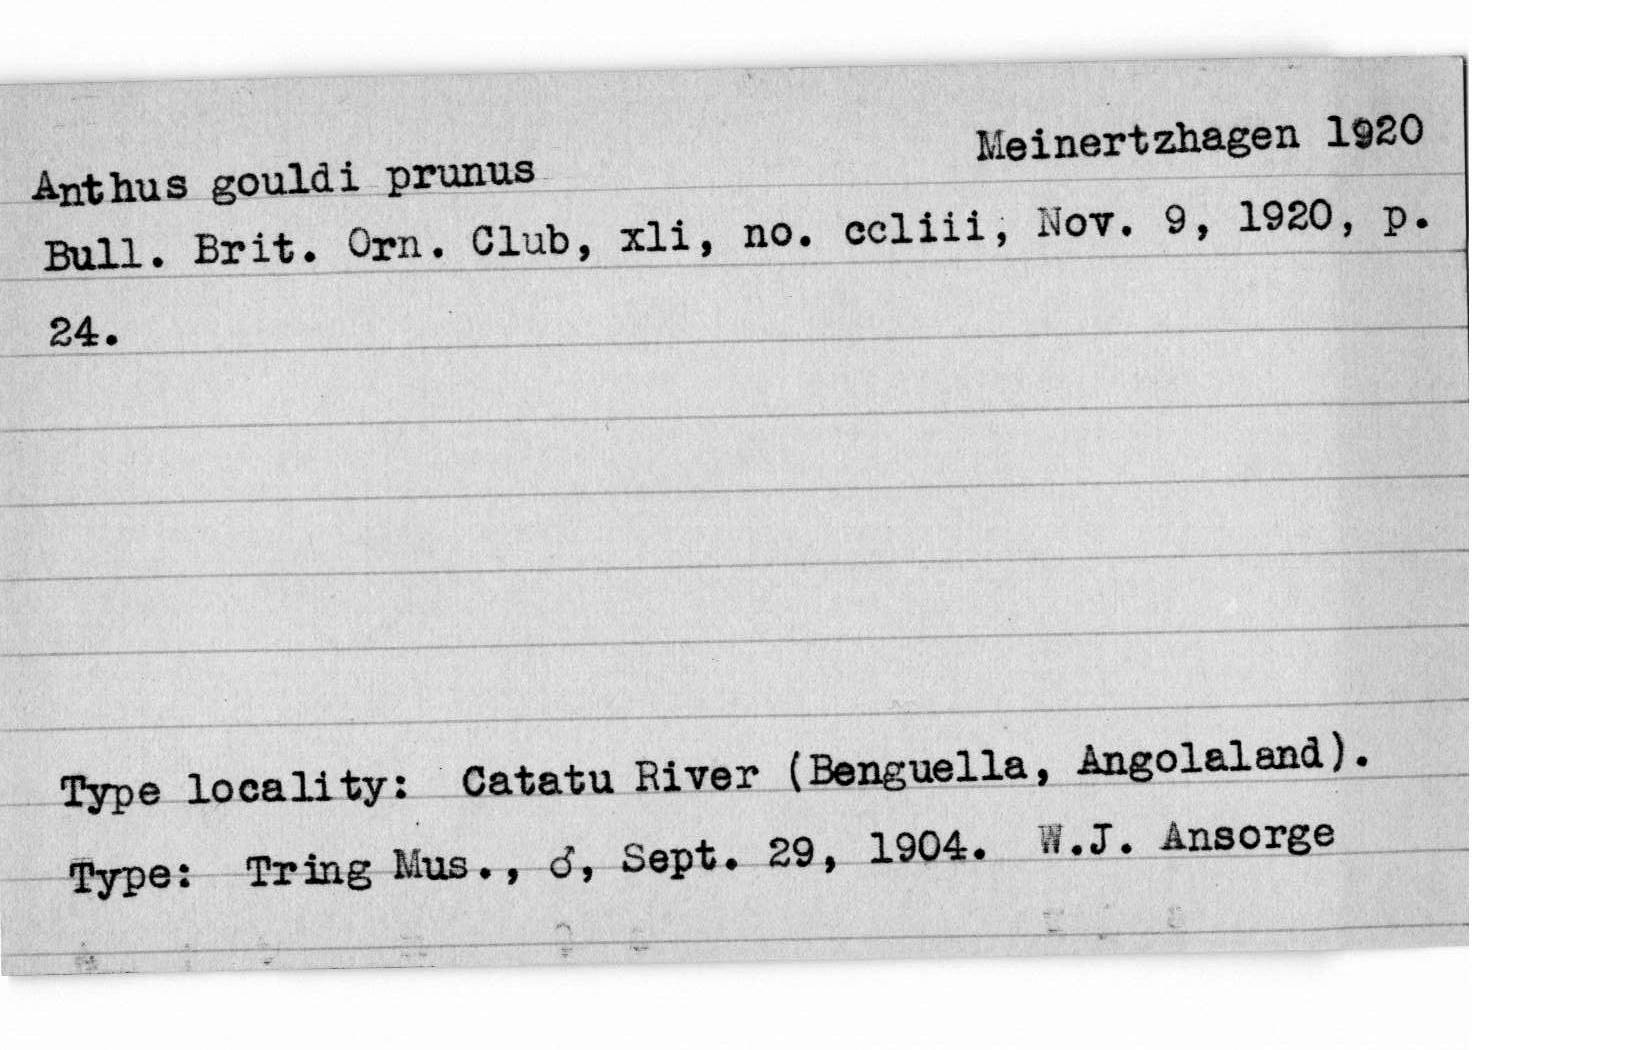 Anthus gouldi prunus Meinertzhagen 1920
Bull. Brit. Orn. Club, xli, no. ccliii, Nov. 9, 1920, p.
24.
Type locality: Catatu River (Benguella, Angolaland).
Type: Tring Mus., ♂, Sept. 29, 1904. W.J. Ansorge